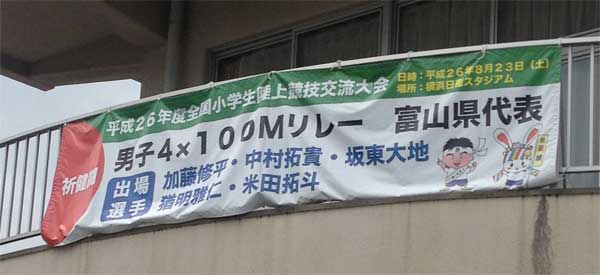 平成26年度全国小学生陸上競技交流大会
日時：平成26年8月23日（土）
場所：横浜日産スタジアム
男子4×100Mリレー　富山県代表
祈健闘
出場選手
加藤修平・中村拓貴・坂東大地
猶明雅仁・米田拓斗